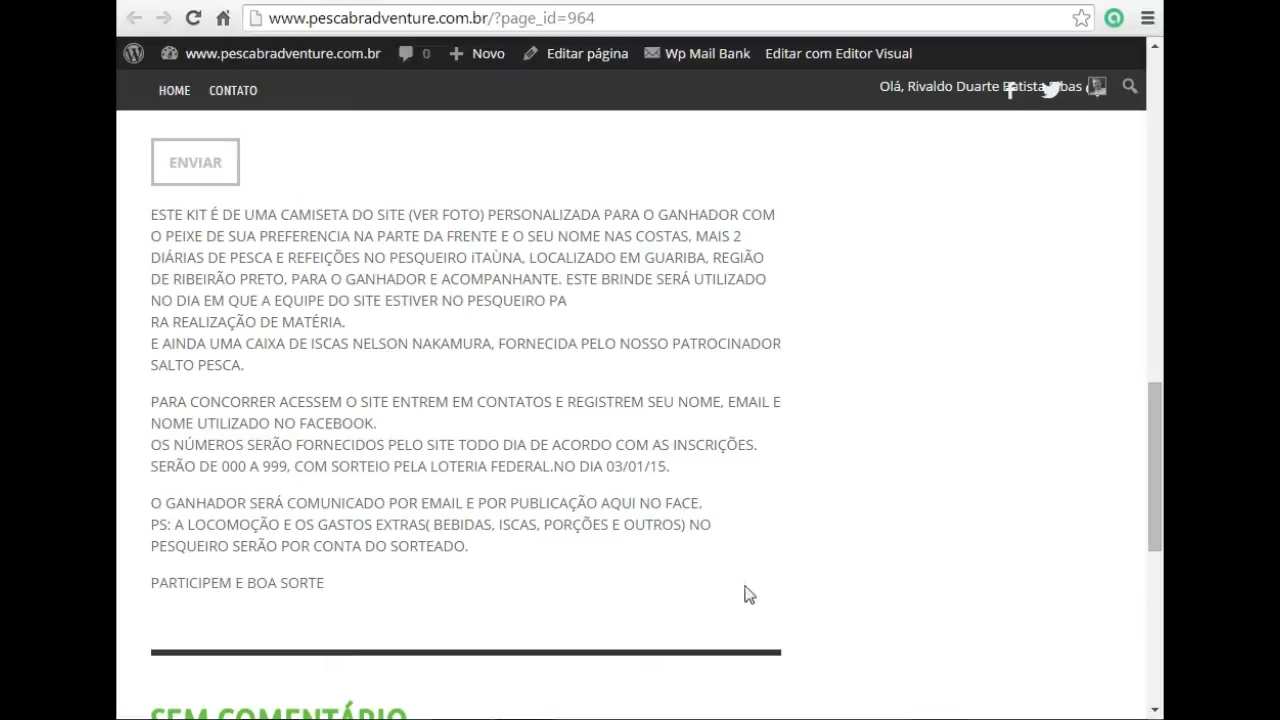 www.pescabradventure.com.br/?page_id=964
www.pescabradventure.com.br 0 Novo Editar página Wp Mail Bank Editar com Editor Visual
HOME CONTATO Olá, Rivaldo Duarte Batista
ENVIAR
ESTE KIT É DE UMA CAMISETA DO SITE (VER FOTO) PERSONALIZADA PARA O GANHADOR COM
O PEIXE DE SUA PREFERENCIA NA PARTE DA FRENTE E O SEU NOME NAS COSTAS, MAIS 2
DIÁRIAS DE PESCA E REFEIÇÕES NO PESQUEIRO iTAÙNA, LOCALIZADO EM GUARIBA, REGIÃO
DE RIBEIRÃO PRETO, PARA O GANHADOR E ACOMPANHANTE. ESTE BRINDE SERÁ UTILIZADO
NO DIA EM QUE A EQUIPE DO SITE ESTIVER NO PESQUEIRO PA
RA REALIZAÇÃO DE MATÉRIA.
E AINDA UMA CAIXA DE ISCAS NELSON NAKAMURA, FORNECIDA PELO NOSSO PATROCINADOR
SALTO PESCA.
PARA CONCORRER ACESSEM O SITE ENTREM EM CONTATOS E REGISTREM SEU NOME, EMAIL E
NOME UTILIZADO NO FACEBOOK.
OS NÚMEROS SERÃO FORNECIDOS PELO SITE TODO DIA DE ACORDO COM AS INSCRIÇÕES.
SERÃO DE 000 A 999, COM SORTEIO PELA LOTERIA FEDERAL.NO DIA 03/01/15.
O GANHADOR SERÁ COMUNICADO POR EMAIL E POR PUBLICAÇÃO AQUI NO FACE.
PS: A LOCOMOÇÃO E OS GASTOS EXTRAS( BEBIDAS, ISCAS, PORÇÕES E OUTROS) NO
PESQUEIRO SERÃO POR CONTA DO SORTEADO.
PARTICIPEM E BOA SORTE
SEM COMENTÁRIO